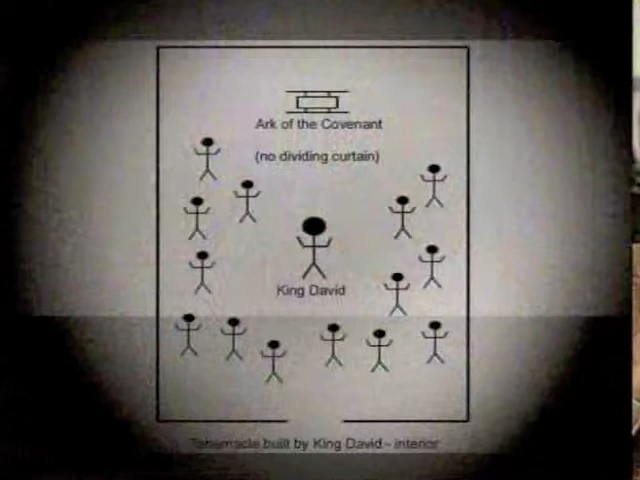 Ark of the Covenant
(no dividing curtain)
King David
Tabernacle built by King David - interior